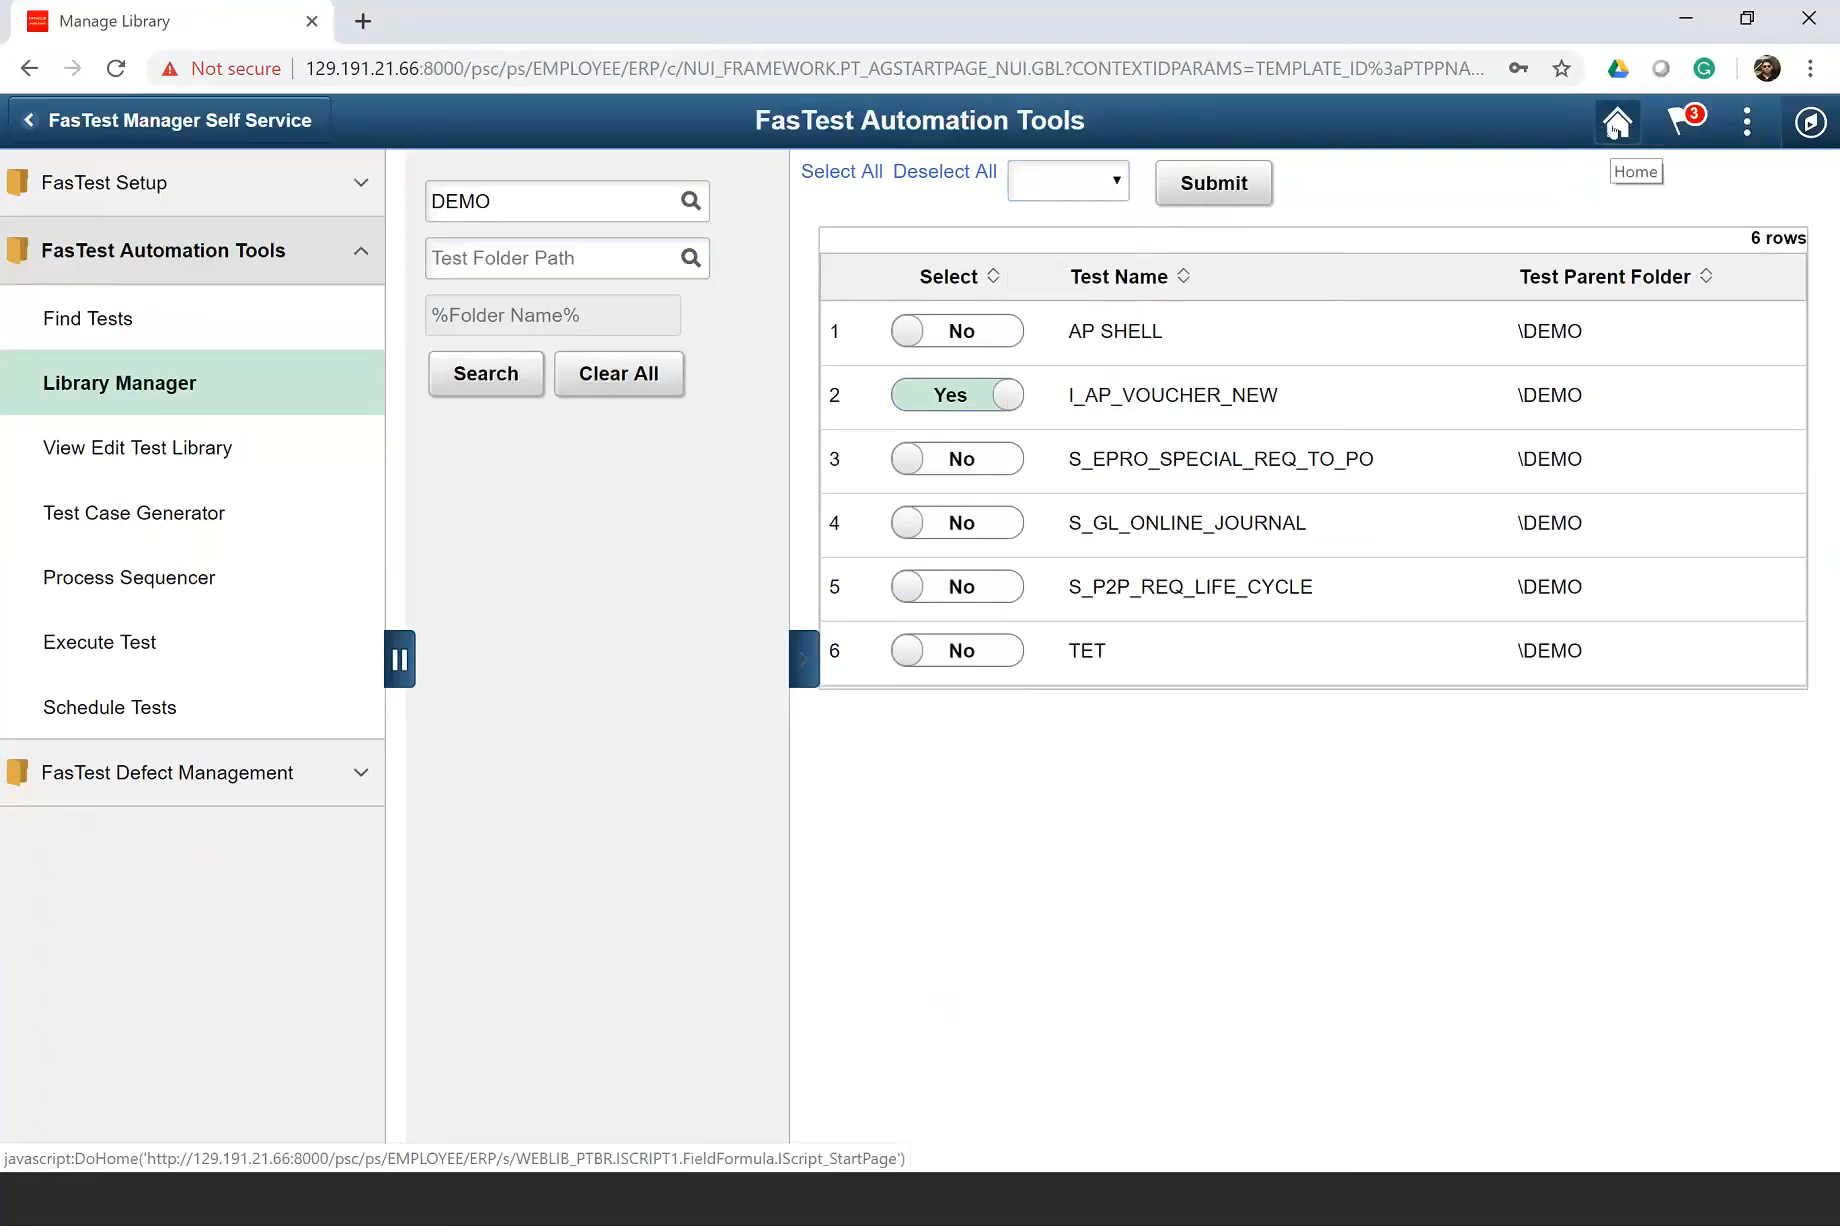 Manage Library
Not secure
129.191.21.66:8000/psc/ps/EMPLOYEE/ERP/c/NUI_FRAMEWORK.PT_AGSTARTPAGE_NUI.GBL?CONTEXTIDPARAMS=TEMPLATE_ID%3aPTPPNA...
FasTest Manager Self Service
FasTest Automation Tools
3
Home
FasTest Setup
FasTest Automation Tools
Find Tests
Library Manager
View Edit Test Library
Test Case Generator
Process Sequencer
Execute Test
Schedule Tests
FasTest Defect Management
DEMO
Test Folder Path
%Folder Name%
Search Clear All
Select All Deselect All Submit
6 rows
Select Test Name Test Parent Folder
1 No AP SHELL \DEMO
2 Yes I_AP_VOUCHER_NEW \DEMO
3 No S_EPRO_SPECIAL_REQ_TO_PO \DEMO
4 No S_GL_ONLINE_JOURNAL \DEMO
5 No S_P2P_REQ_LIFE_CYCLE \DEMO
6 No TET \DEMO
javascript:DoHome('http://129.191.21.66:8000/psc/ps/EMPLOYEE/ERP/s/WEBLIB_PTBR.ISCRIPT1.FieldFormula.IScript_StartPage')